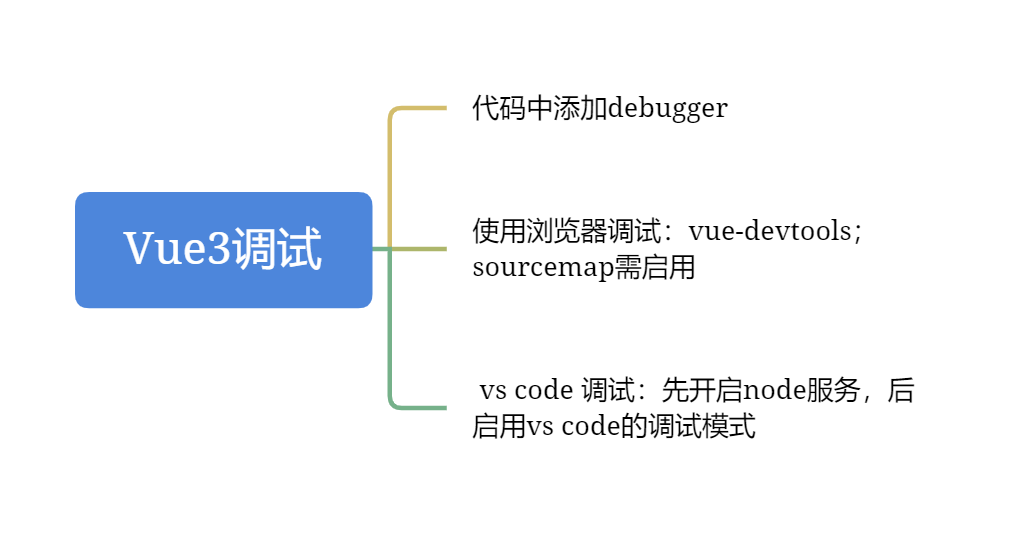 代码中添加debugger
Vue3调试
使用浏览器调试：vue-devtools；
sourcemap需启用
vs code 调试：先开启node服务，后
启用vs code的调试模式